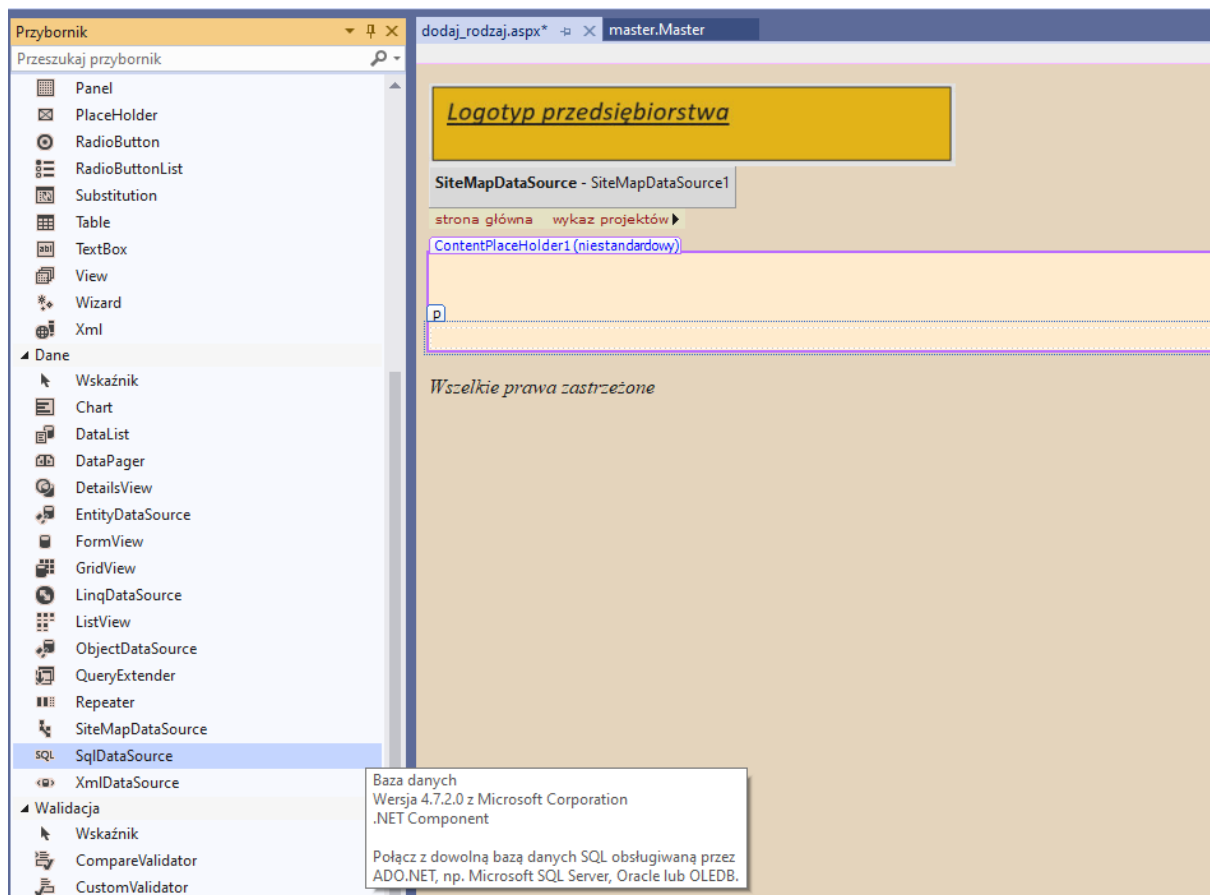 Przybornik
Przeszukaj przybornik
Panel
PlaceHolder
RadioButton
RadioButtonList
Substitution
Table
TextBox
View
Wizard
Xml
Dane
Wskaźnik
Chart
DataList
DataPager
DetailsView
EntityDataSource
FormView
GridView
LinqDataSource
ListView
ObjectDataSource
QueryExtender
Repeater
SiteMapDataSource
SQL SqlDataSource
XmlDataSource
Walidacja
Wskaźnik
CompareValidator
CustomValidator
dodaj_rodzaj.aspx* master.Master
Logotyp przedsiębiorstwa
SiteMapDataSource - SiteMapDataSource1
strona główna wykaz projektów
ContentPlaceHolder1 (niestandardowy)
p
Wszelkie prawa zastrzeżone
Baza danych
Wersja 4.7.2.0 z Microsoft Corporation
.NET Component
Połącz z dowolną bazą danych SQL obsługiwaną przez
ADO.NET, np. Microsoft SQL Server, Oracle lub OLEDB.